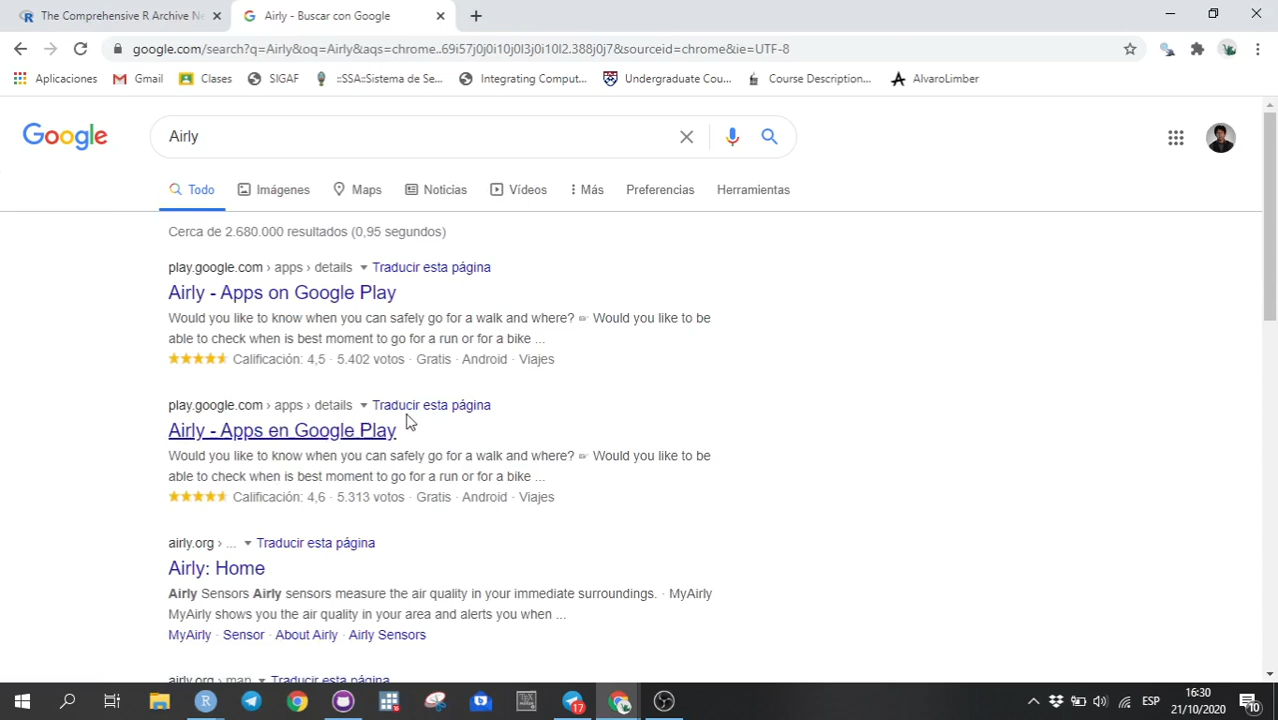 The Comprehensive R Archive Ne
Airly - Buscar con Google
google.com/search?q=Airly&oq=Airly&aqs=chrome..69i57j0j0i10j0l3j0i10l2.388j0j7&sourceid=chrome&ie=UTF-8
Aplicaciones Gmail Clases SIGAF ::SSA::Sistema de Se... Integrating Comput... Undergraduate Cou... Course Description... AlvaroLimber
Google
Airly
Todo Imágenes Maps Noticias Vídeos Más Preferencias Herramientas
Cerca de 2.680.000 resultados (0,95 segundos)
play.google.com › apps › details Traducir esta página
Airly - Apps on Google Play
Would you like to know when you can safely go for a walk and where? Would you like to be
able to check when is best moment to go for a run or for a bike ...
Calificación: 4,5 · 5.402 votos · Gratis · Android · Viajes
play.google.com › apps › details Traducir esta página
Airly - Apps en Google Play
Would you like to know when you can safely go for a walk and where? Would you like to be
able to check when is best moment to go for a run or for a bike ...
Calificación: 4,6 · 5.313 votos · Gratis · Android · Viajes
airly.org › ... Traducir esta página
Airly: Home
Airly Sensors Airly sensors measure the air quality in your immediate surroundings. · MyAirly
MyAirly shows you the air quality in your area and alerts you when ...
MyAirly · Sensor · About Airly · Airly Sensors
airly.org › map Traducir esta página
17
ESP
16:30
21/10/2020
10